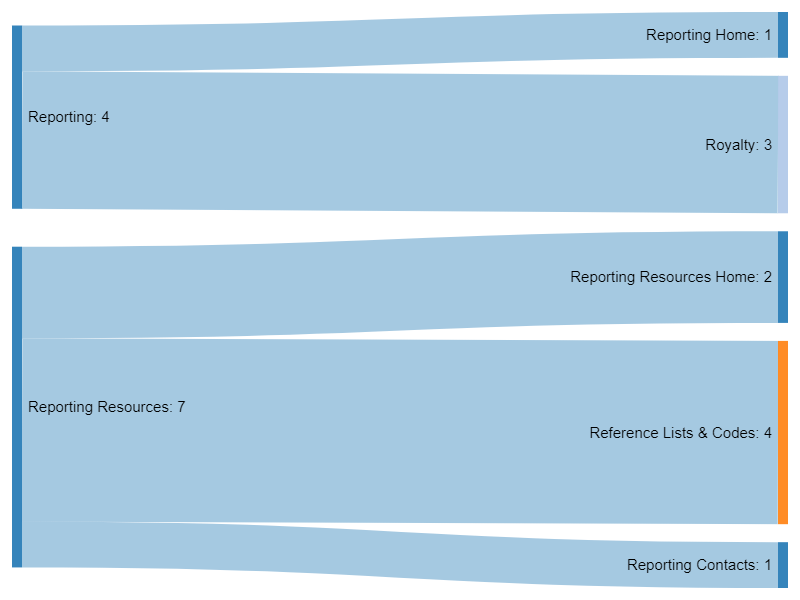 Reporting Home: 1
Reporting: 4
Royalty: 3
Reporting Resources Home: 2
Reporting Resources: 7
Reference Lists & Codes: 4
Reporting Contacts: 1